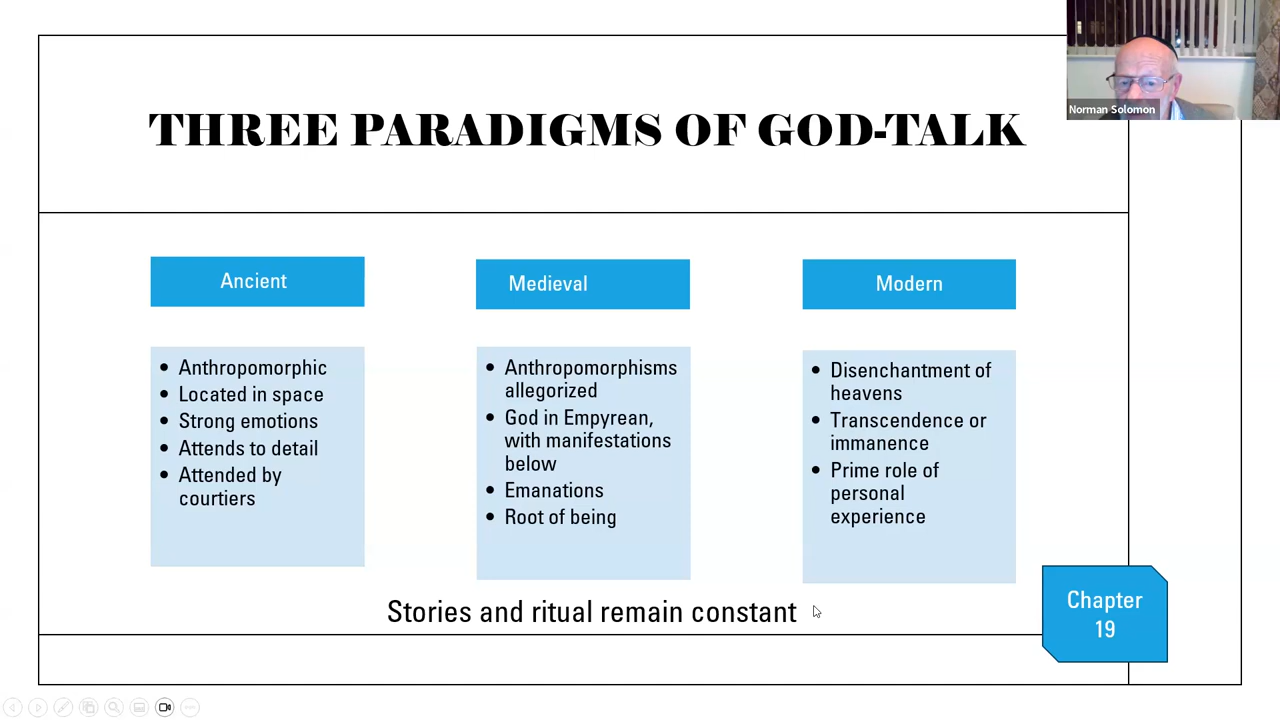 Norman Solomon
THREE PARADIGMS OF GOD-TALK
Ancient
• Anthropomorphic
• Located in space
• Strong emotions
• Attends to detail
• Attended by
courtiers
Medieval
• Anthropomorphisms
allegorized
• God in Empyrean,
with manifestations
below
• Emanations
• Root of being
Modern
• Disenchantment of
heavens
• Transcendence or
immanence
• Prime role of
personal
experience
Stories and ritual remain constant
Chapter
19